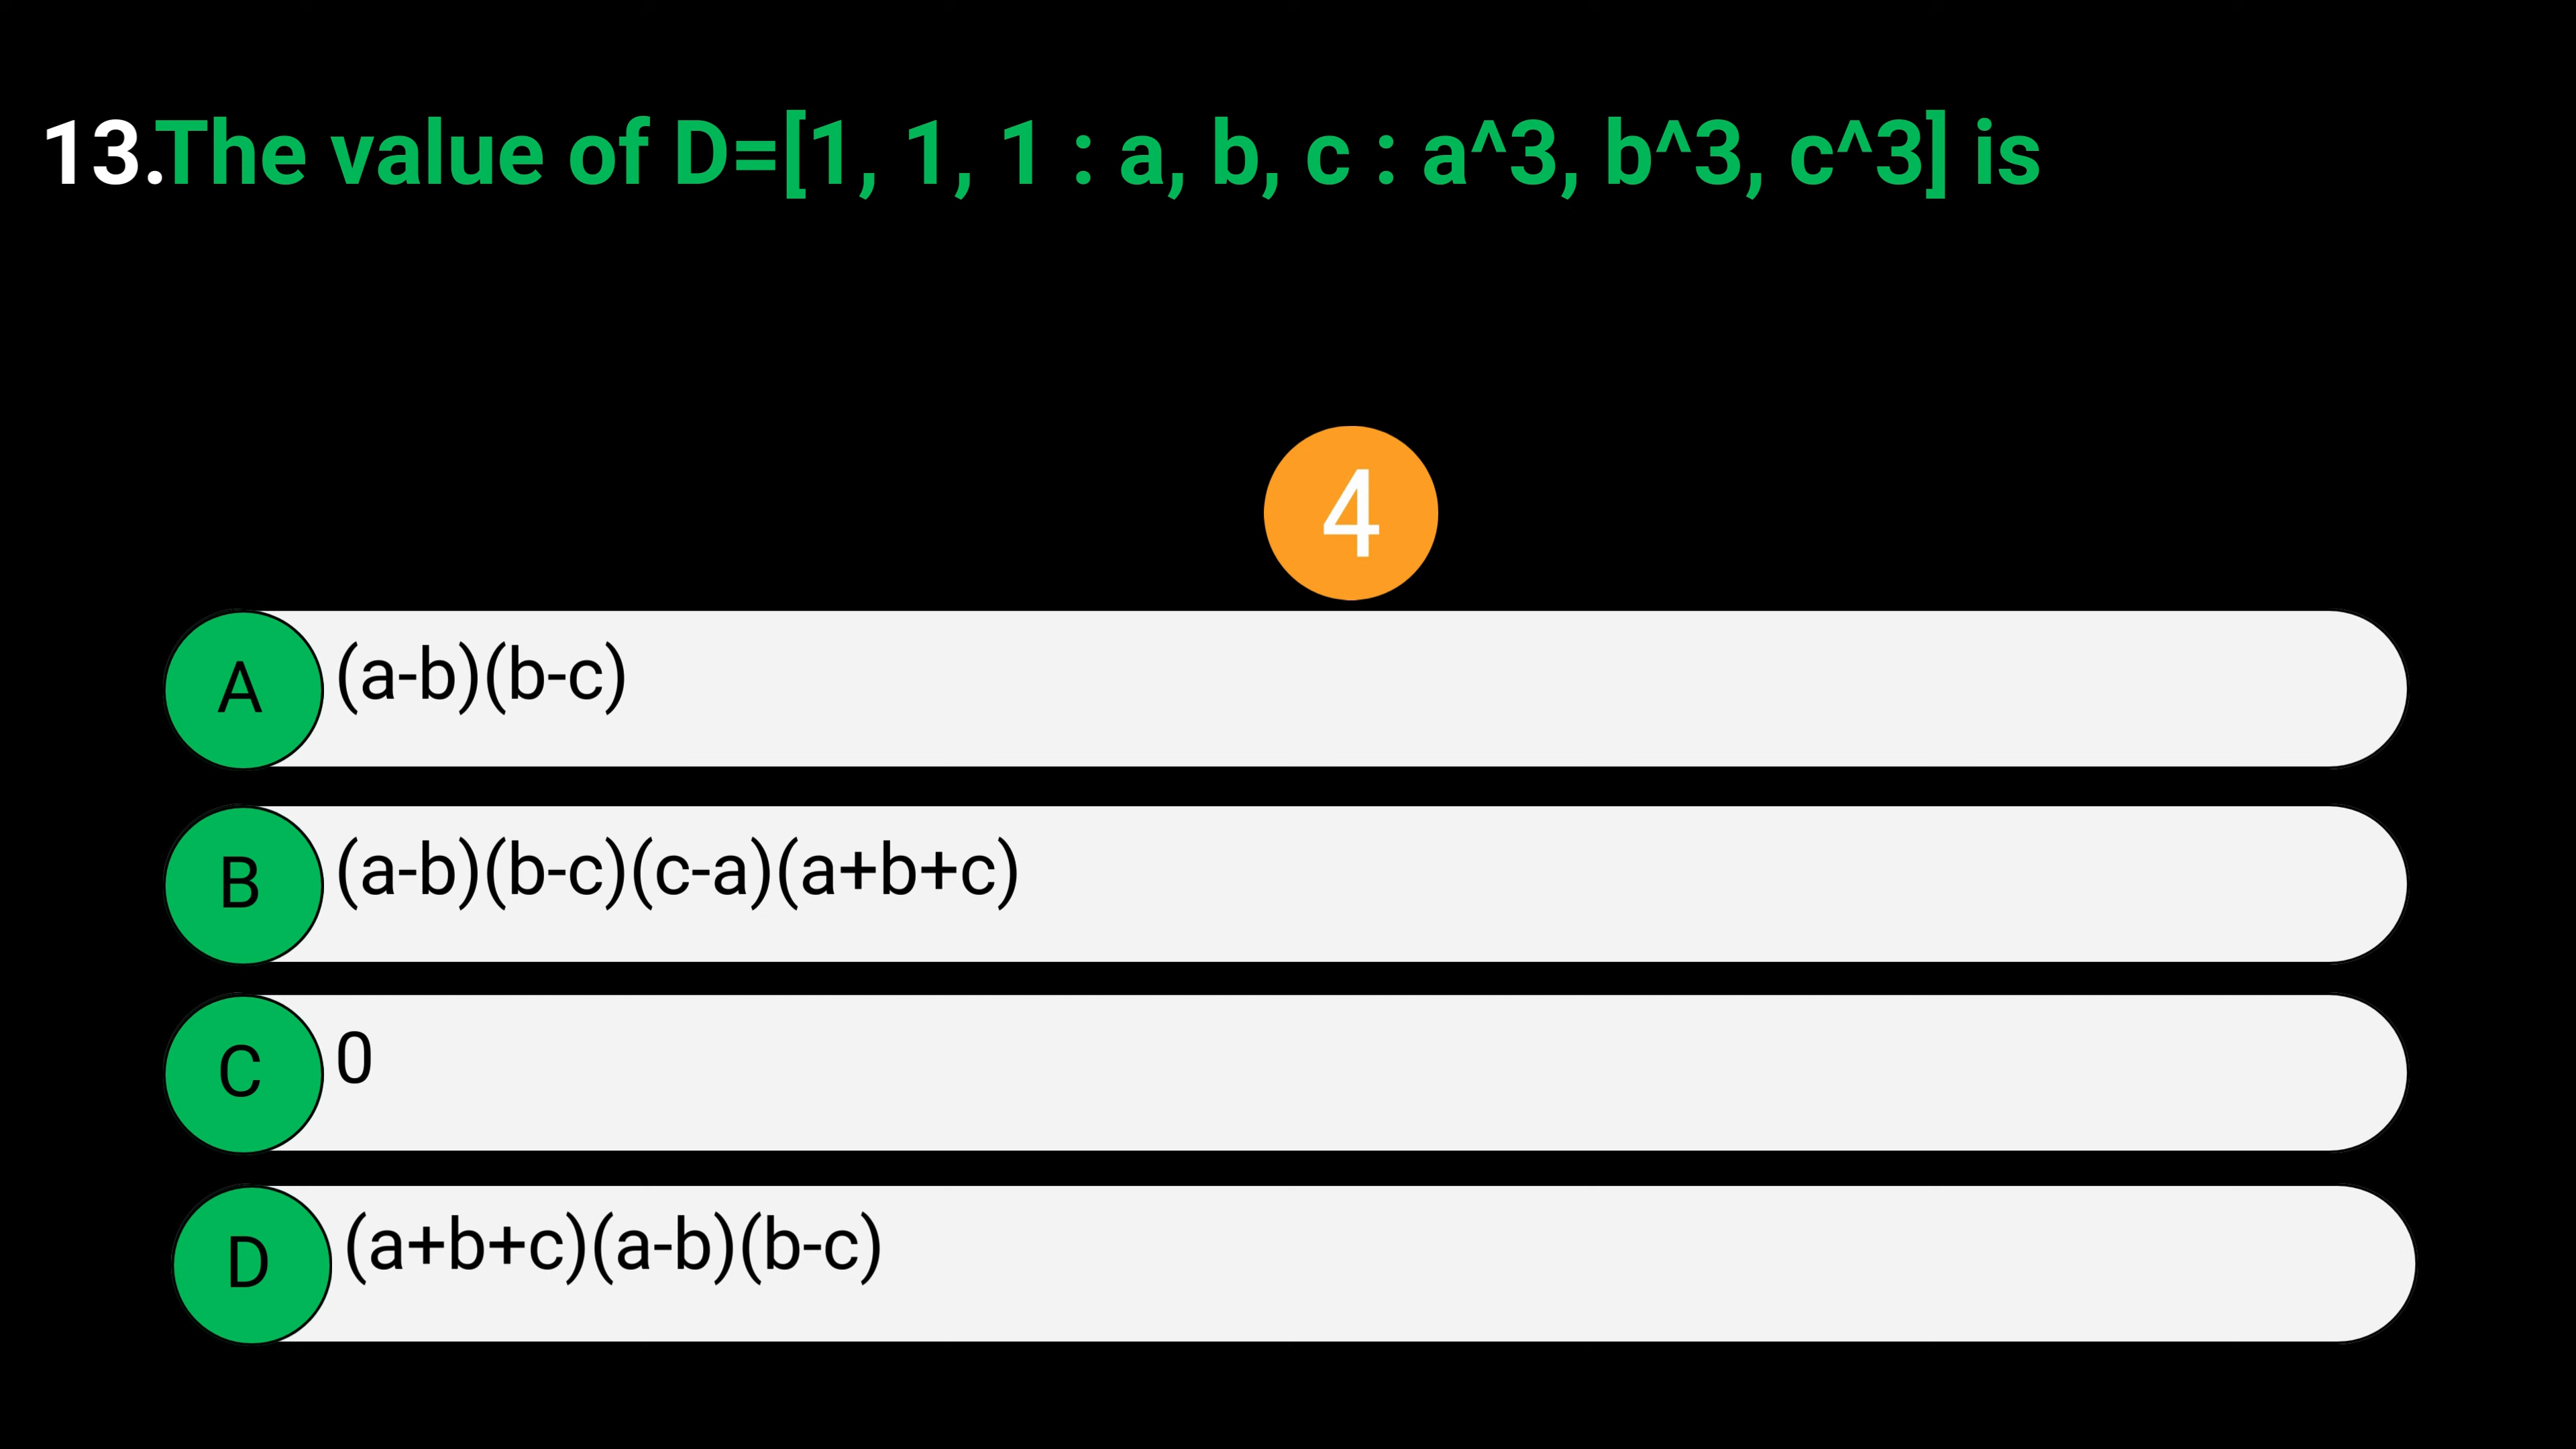 13.The value of D=[1, 1, 1 : a, b, c : a^3, b^3, c^3] is
4
A (a-b)(b-c)
B (a-b)(b-c)(c-a)(a+b+c)
C 0
D (a+b+c)(a-b)(b-c)